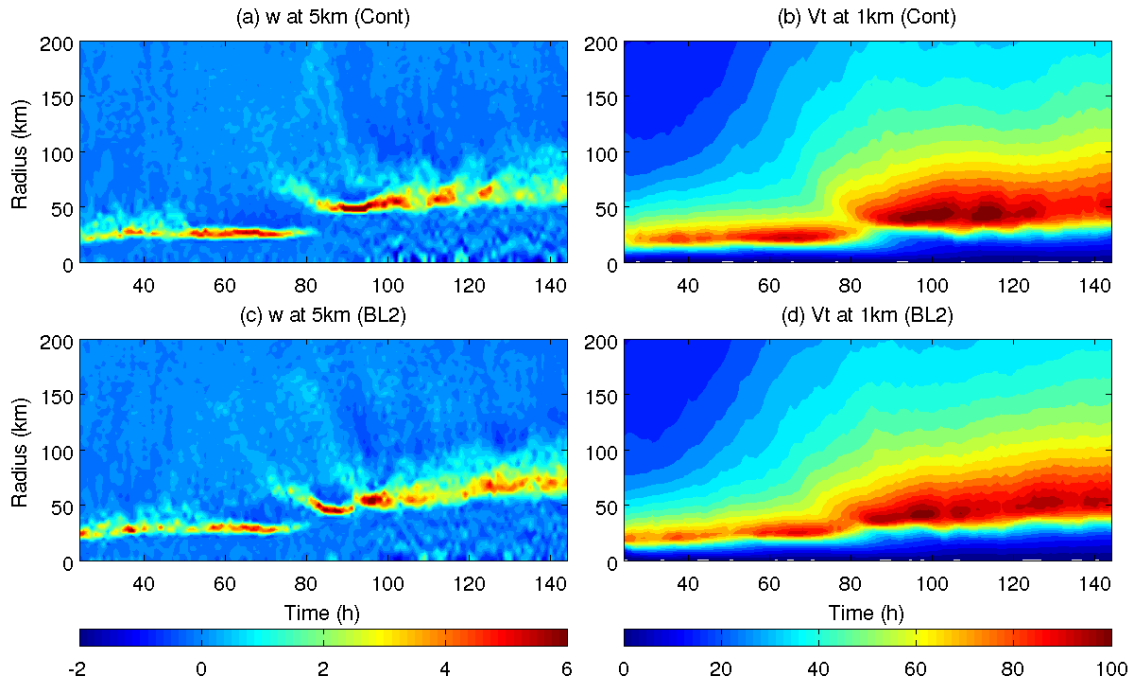 (a) w at 5km (Cont)
(b) Vt at 1km (Cont)
200
150
100
50
0
Radius (km)
40 60 80 100 120 140
200
150
100
50
0
40 60 80 100 120 140
(c) w at 5km (BL2)
(d) Vt at 1km (BL2)
200
150
100
50
0
Radius (km)
40 60 80 100 120 140
Time (h)
200
150
100
50
0
40 60 80 100 120 140
Time (h)
-2 0 2 4 6
0 20 40 60 80 100